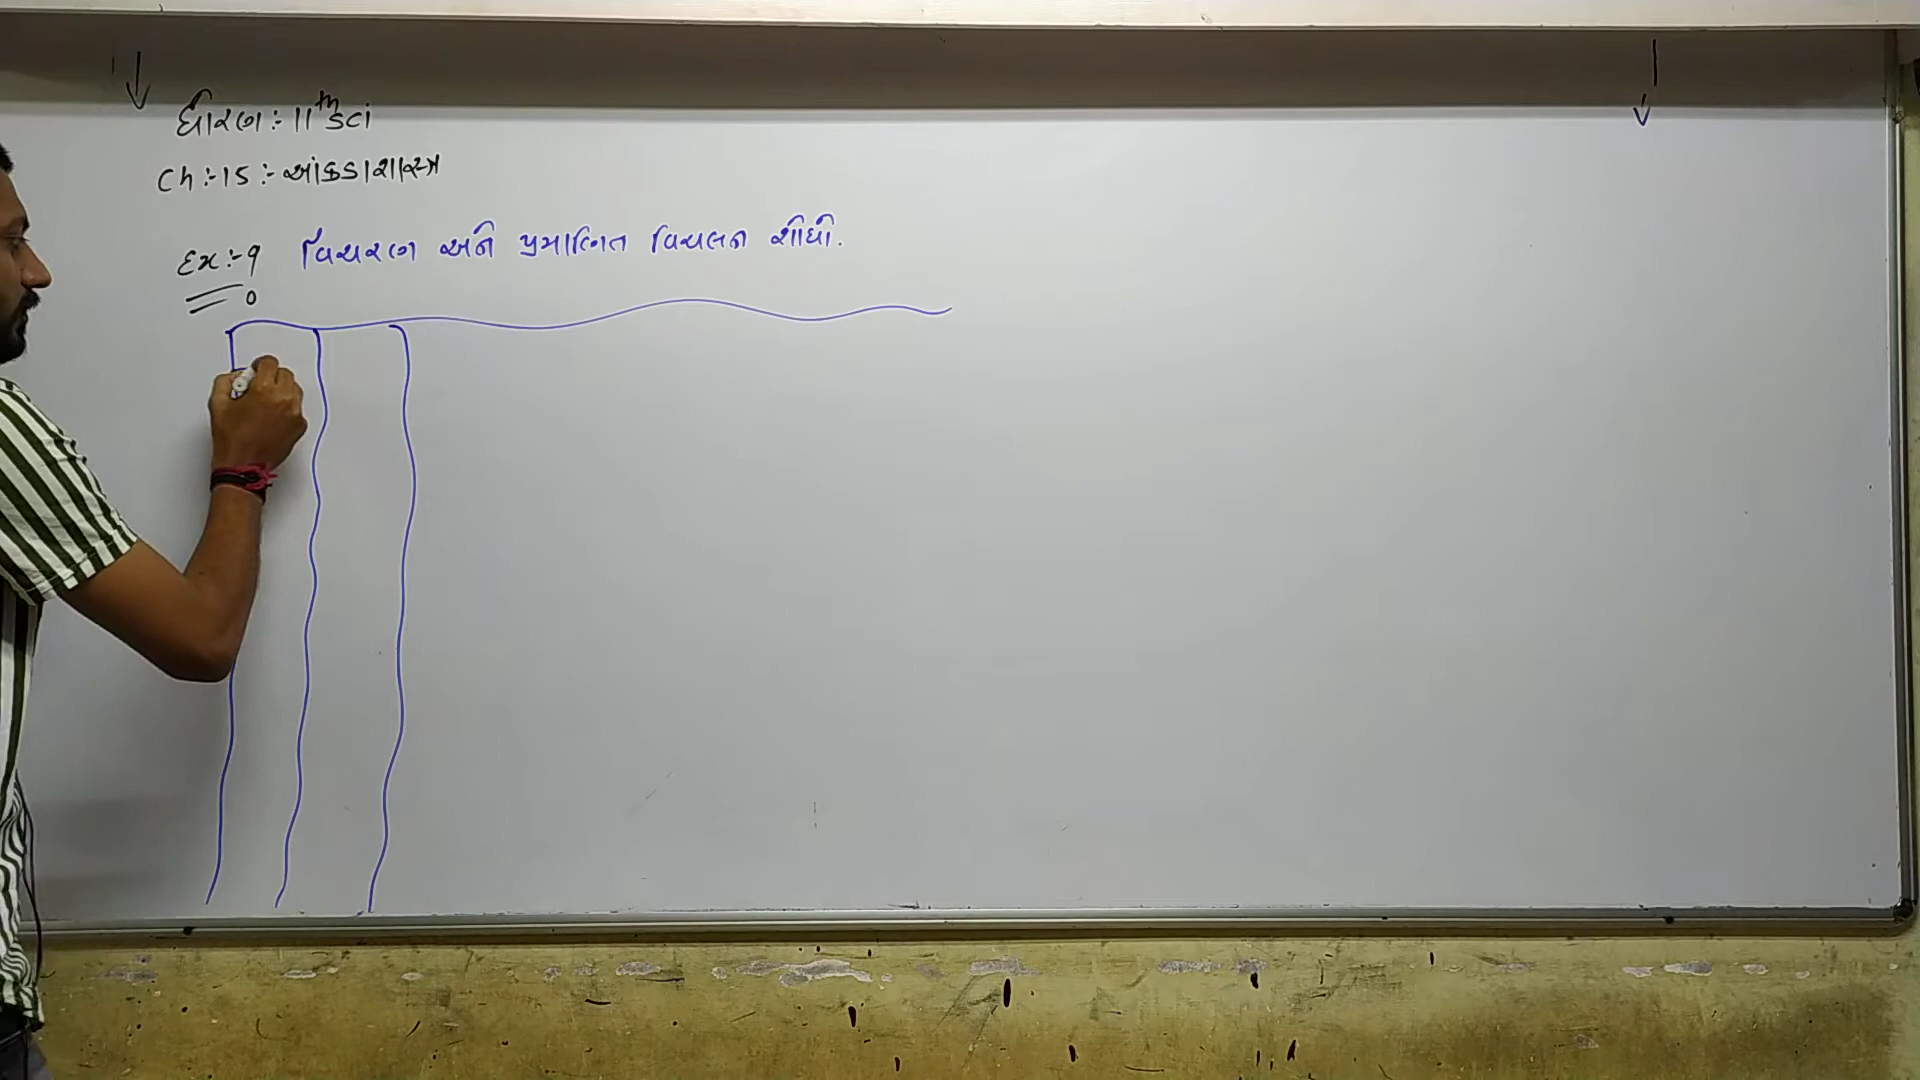 ધોરણ :- 11th Sci
Ch :- 15 :- આંકડાશાસ્ત્ર
Ex :- 9 વિચરણ અને પ્રમાણિત વિચલન શોધો.